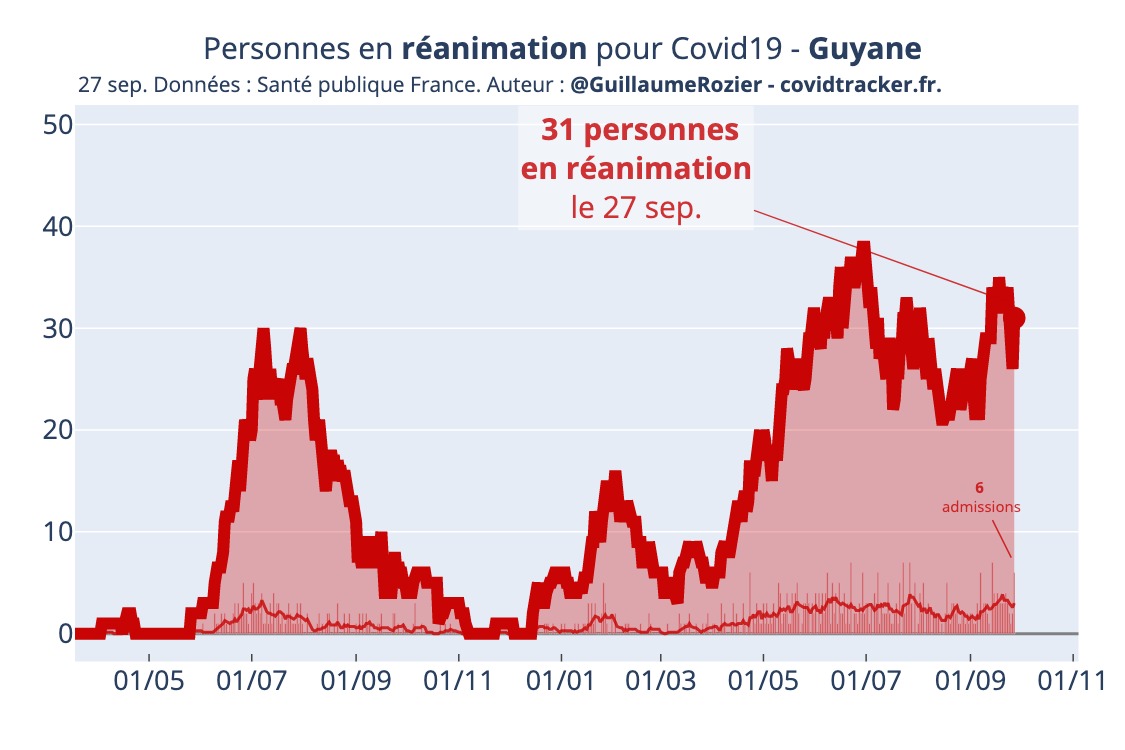 Personnes en réanimation pour Covid19 - Guyane
27 sep. Données : Santé publique France. Auteur : @GuillaumeRozier - covidtracker.fr.
50
31 personnes
en réanimation
le 27 sep.
40
30
20
6
admissions
10
0
01/05 01/07 01/09 01/11 01/01 01/03 01/05 01/07 01/09 01/11